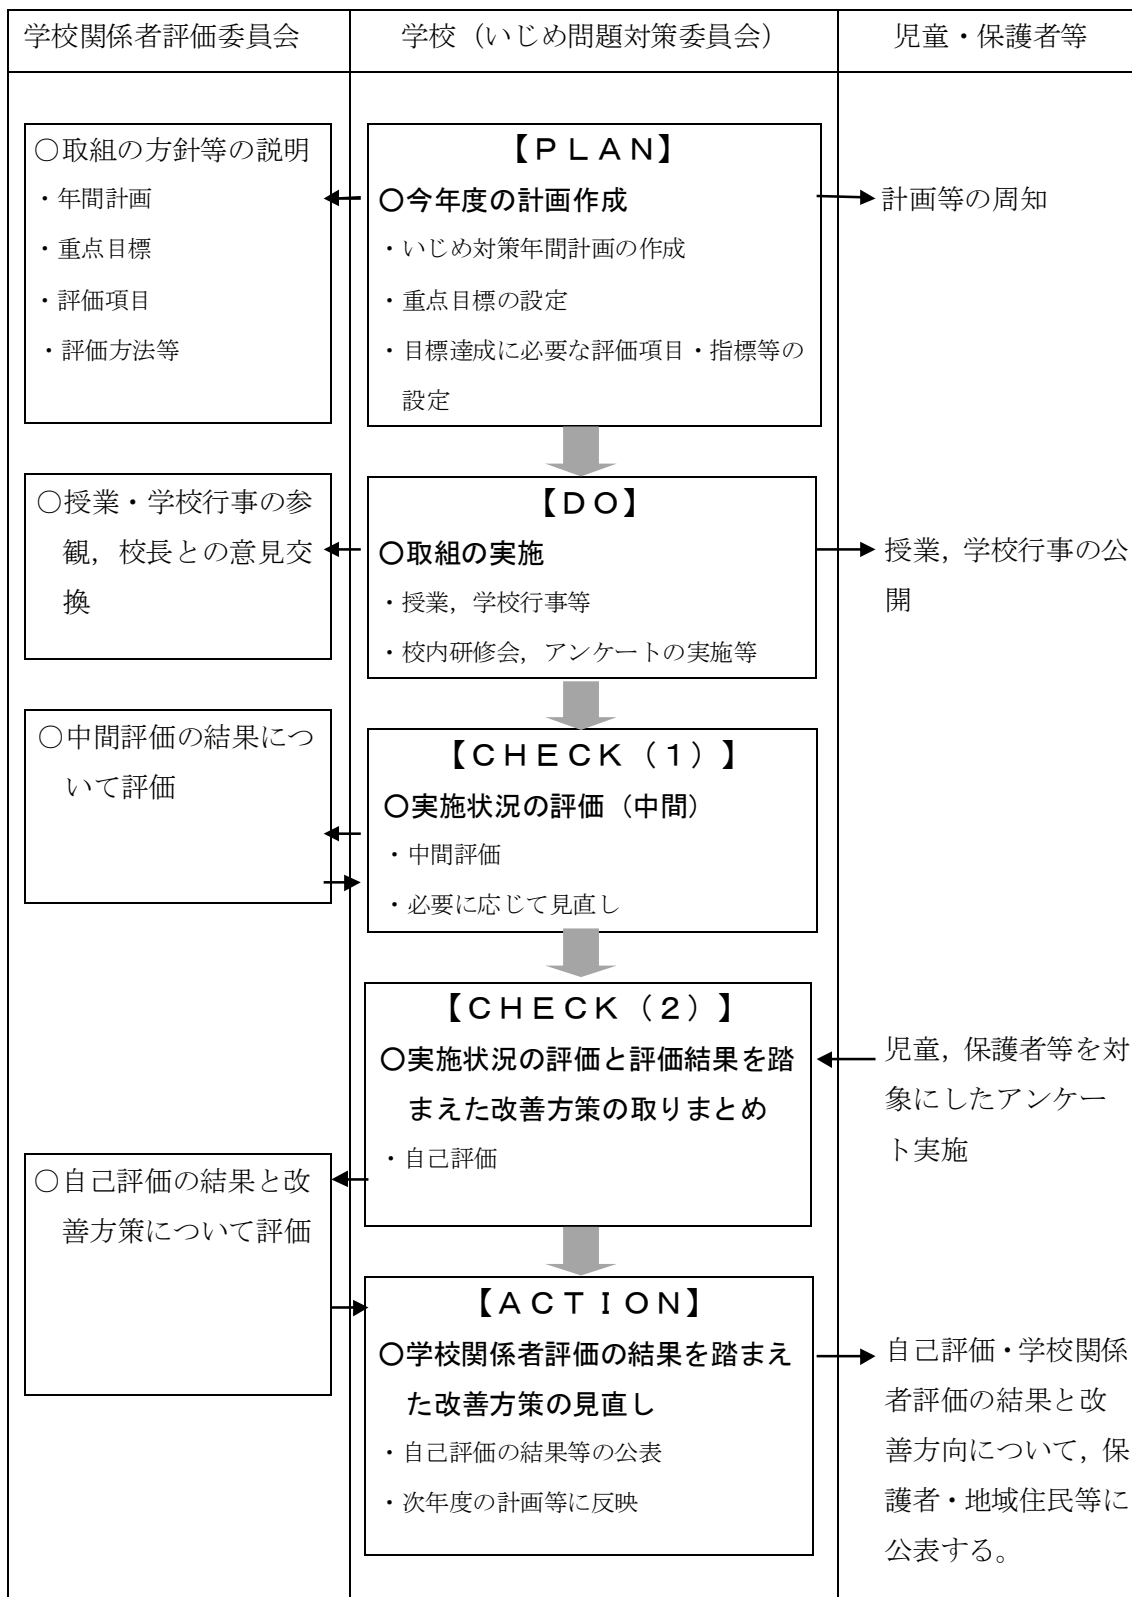 学校関係者評価委員会
学校（いじめ問題対策委員会）
児童・保護者等
○取組の方針等の説明
・年間計画
・重点目標
・評価項目
・評価方法等
【ＰＬＡＮ】
○今年度の計画作成
・いじめ対策年間計画の作成
・重点目標の設定
・目標達成に必要な評価項目・指標等の
設定
計画等の周知
○授業・学校行事の参
観，校長との意見交
換
【ＤＯ】
○取組の実施
・授業，学校行事等
・校内研修会，アンケートの実施等
授業，学校行事の公
開
○中間評価の結果につ
いて評価
【ＣＨＥＣＫ（１）】
○実施状況の評価（中間）
・中間評価
・必要に応じて見直し
【ＣＨＥＣＫ（２）】
○実施状況の評価と評価結果を踏
まえた改善方策の取りまとめ
・自己評価
児童，保護者等を対
象にしたアンケー
ト実施
○自己評価の結果と改
善方策について評価
【ＡＣＴＩＯＮ】
○学校関係者評価の結果を踏まえ
た改善方策の見直し
・自己評価の結果等の公表
・次年度の計画等に反映
自己評価・学校関係
者評価の結果と改
善方向について，保
護者・地域住民等に
公表する。